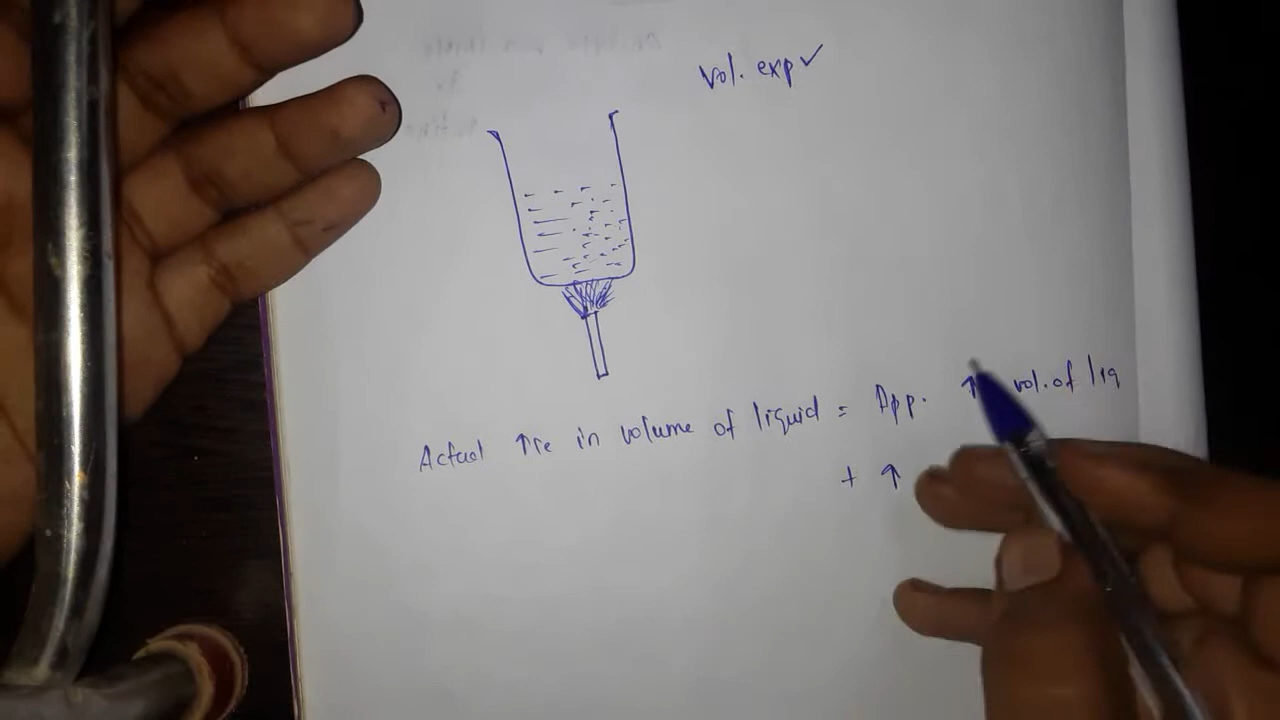 vol. exp ✓
Actual ↑se in volume of liquid = App. ↑ vol. of liq
+ ↑